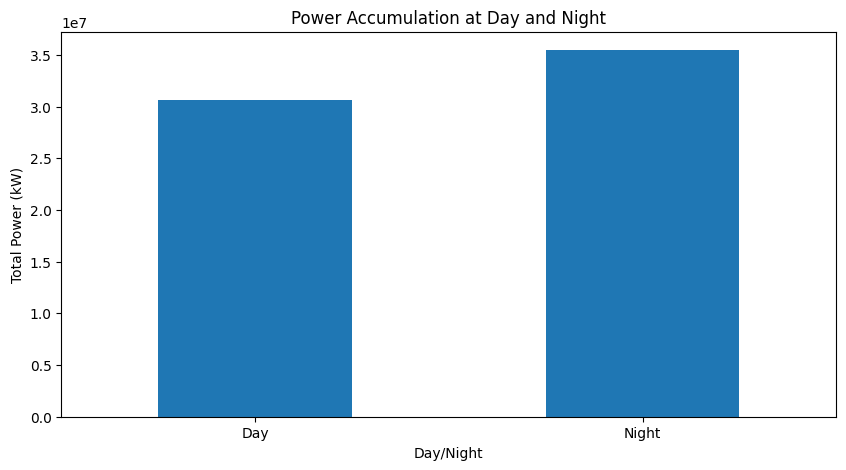 Power Accumulation at Day and Night
1e7
3.5
3.0
2.5
2.0
1.5
1.0
0.5
0.0
Total Power (kW)
Day
Night
Day/Night